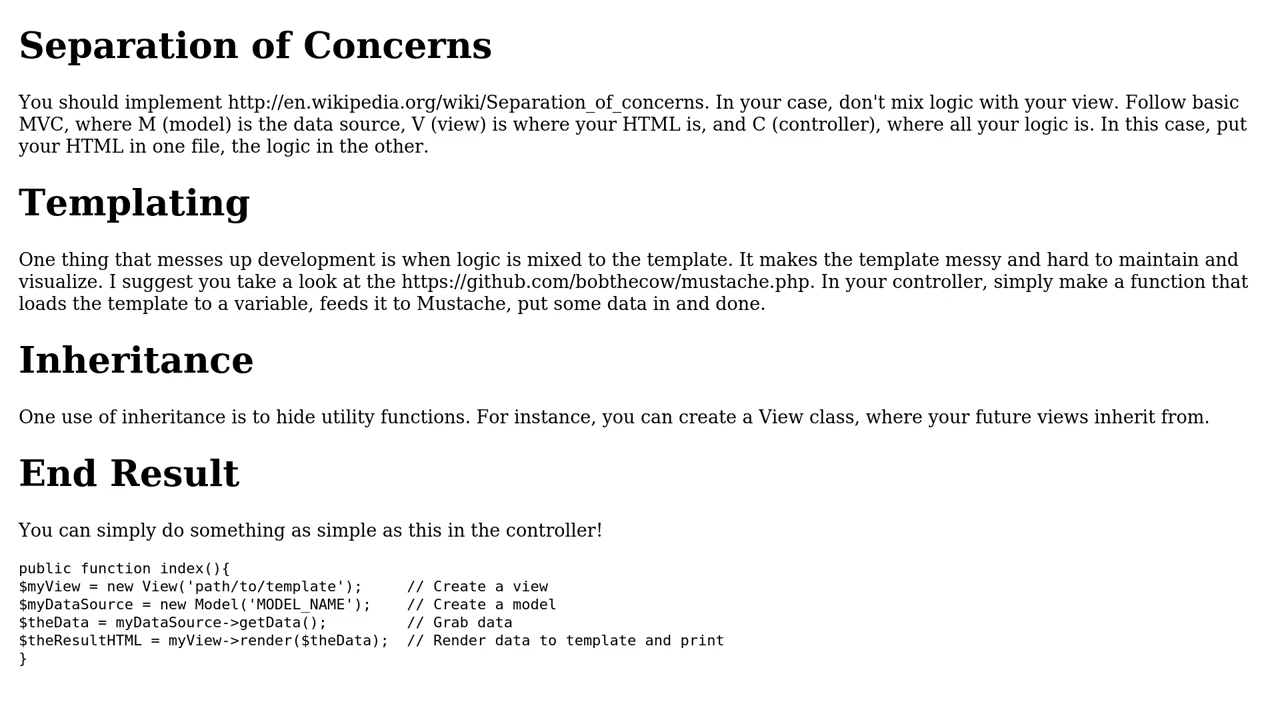 Separation of Concerns
You should implement http://en.wikipedia.org/wiki/Separation_of_concerns. In your case, don't mix logic with your view. Follow basic
MVC, where M (model) is the data source, V (view) is where your HTML is, and C (controller), where all your logic is. In this case, put
your HTML in one file, the logic in the other.
Templating
One thing that messes up development is when logic is mixed to the template. It makes the template messy and hard to maintain and
visualize. I suggest you take a look at the https://github.com/bobthecow/mustache.php. In your controller, simply make a function that
loads the template to a variable, feeds it to Mustache, put some data in and done.
Inheritance
One use of inheritance is to hide utility functions. For instance, you can create a View class, where your future views inherit from.
End Result
You can simply do something as simple as this in the controller!
public function index(){
$myView = new View('path/to/template');     // Create a view
$myDataSource = new Model('MODEL_NAME');    // Create a model
$theData = myDataSource->getData();         // Grab data
$theResultHTML = myView->render($theData);  // Render data to template and print
}